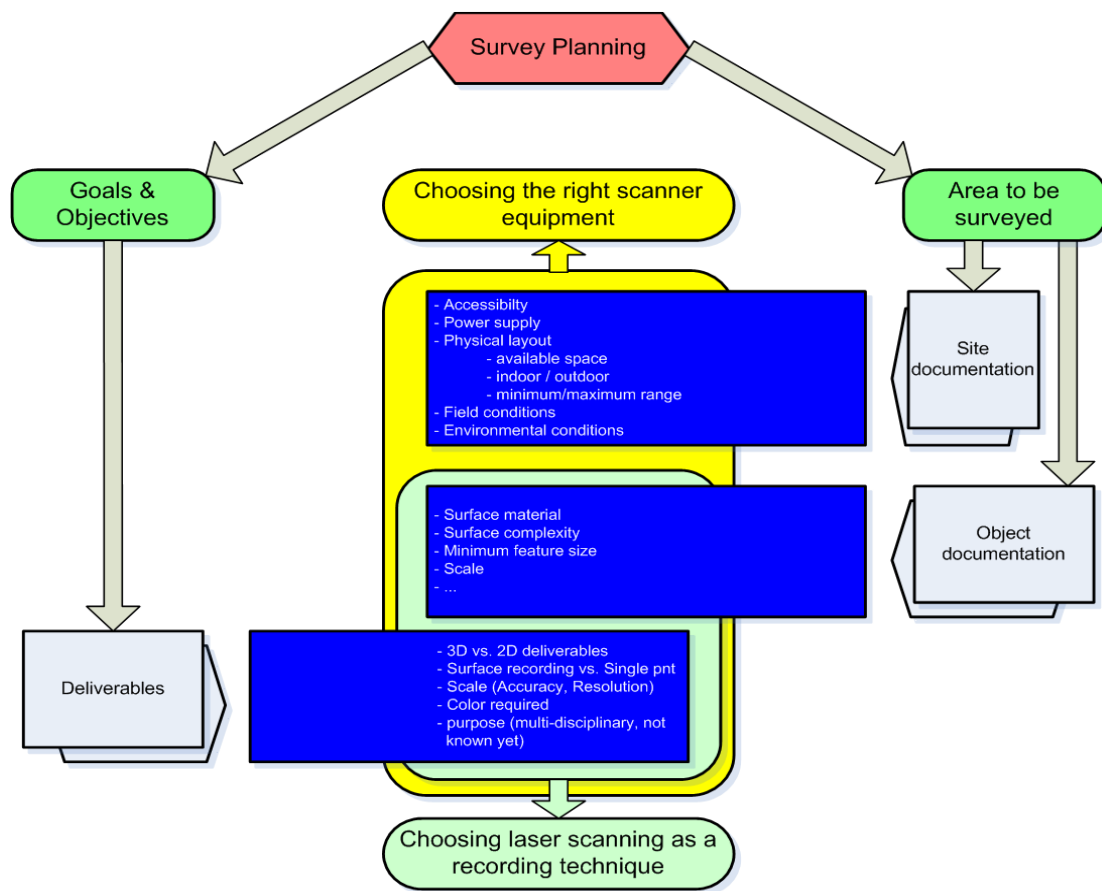 Survey Planning
Goals &
Objectives
Choosing the right scanner
equipment
Area to be
surveyed
- Accessibilty
- Power supply
- Physical layout
- available space
- indoor / outdoor
- minimum/maximum range
- Field conditions
- Environmental conditions
Site
documentation
- Surface material
- Surface complexity
- Minimum feature size
- Scale
- ...
Object
documentation
Deliverables
- 3D vs. 2D deliverables
- Surface recording vs. Single pnt
- Scale (Accuracy, Resolution)
- Color required
- purpose (multi-disciplinary, not
known yet)
Choosing laser scanning as a
recording technique